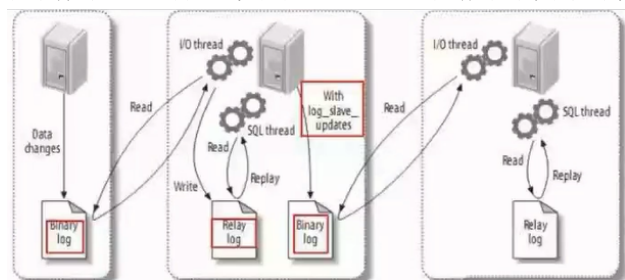 Data
changes
Binary
log
Read
I/O thread
SQL thread
Read
Replay
Write
Relay
log
With
log_slave_
updates
Binary
log
Read
I/O thread
SQL thread
Read
Replay
Relay
log